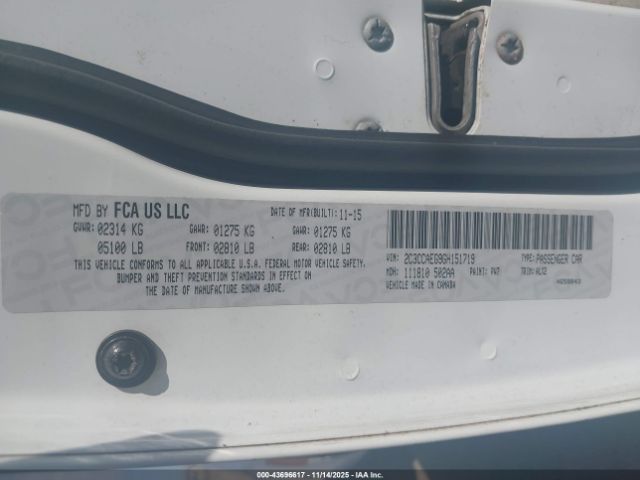 MFD BY FCA US LLC DATE OF MFR(BUILT): 11-15
GVWR: 02314 KG GAWR: 01275 KG GAWR: 01275 KG
05100 LB FRONT: 02810 LB REAR: 02810 LB
THIS VEHICLE CONFORMS TO ALL APPLICABLE U.S.A. FEDERAL MOTOR VEHICLE SAFETY,
BUMPER AND THEFT PREVENTION STANDARDS IN EFFECT ON
THE DATE OF MANUFACTURE SHOWN ABOVE.
VIN: 2C3CCAEG9GH151719 TYPE: PASSENGER CAR
MDH: 111810 502AA PAINT: PW7 TRIM: ALX2
VEHICLE MADE IN CANADA
000-43696617 - 11/14/2025 - IAA Inc.